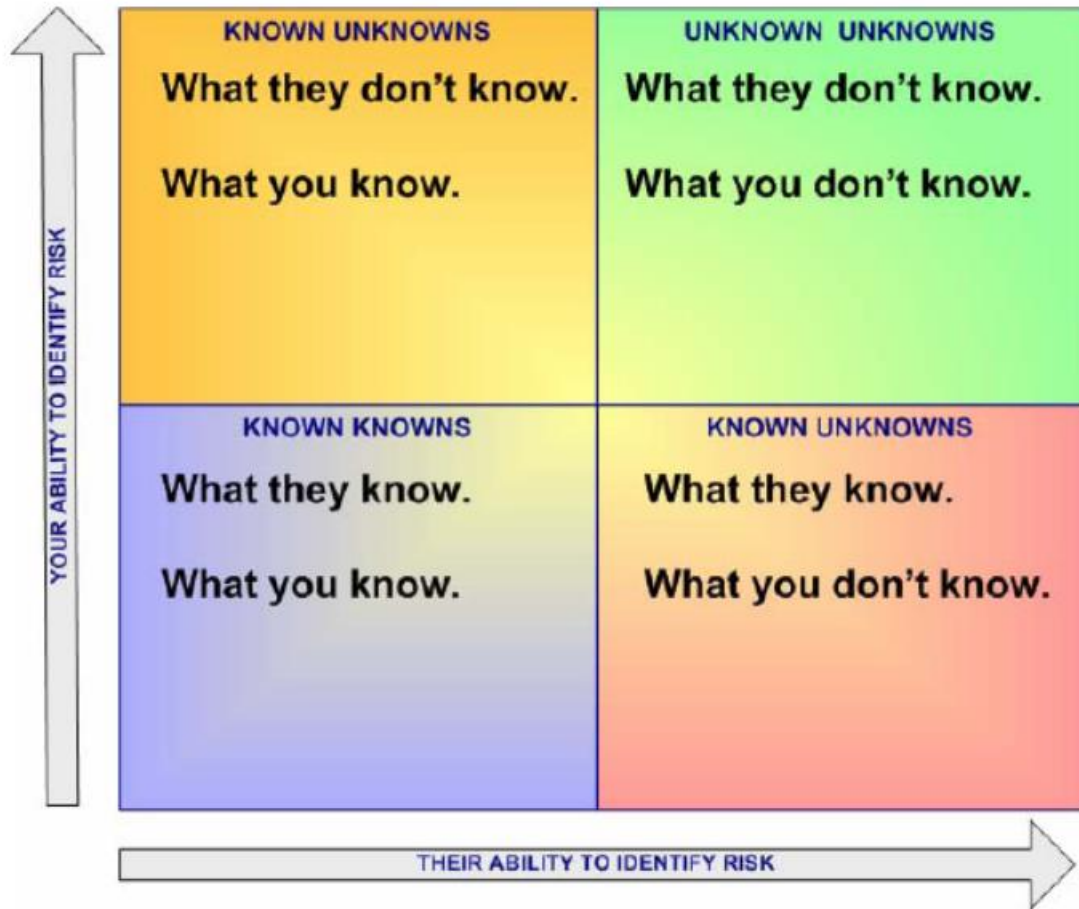 KNOWN UNKNOWNS
What they don't know.
What you know.
UNKNOWN UNKNOWNS
What they don't know.
What you don't know.
KNOWN KNOWNS
What they know.
What you know.
KNOWN UNKNOWNS
What they know.
What you don't know.
YOUR ABILITY TO IDENTIFY RISK
THEIR ABILITY TO IDENTIFY RISK